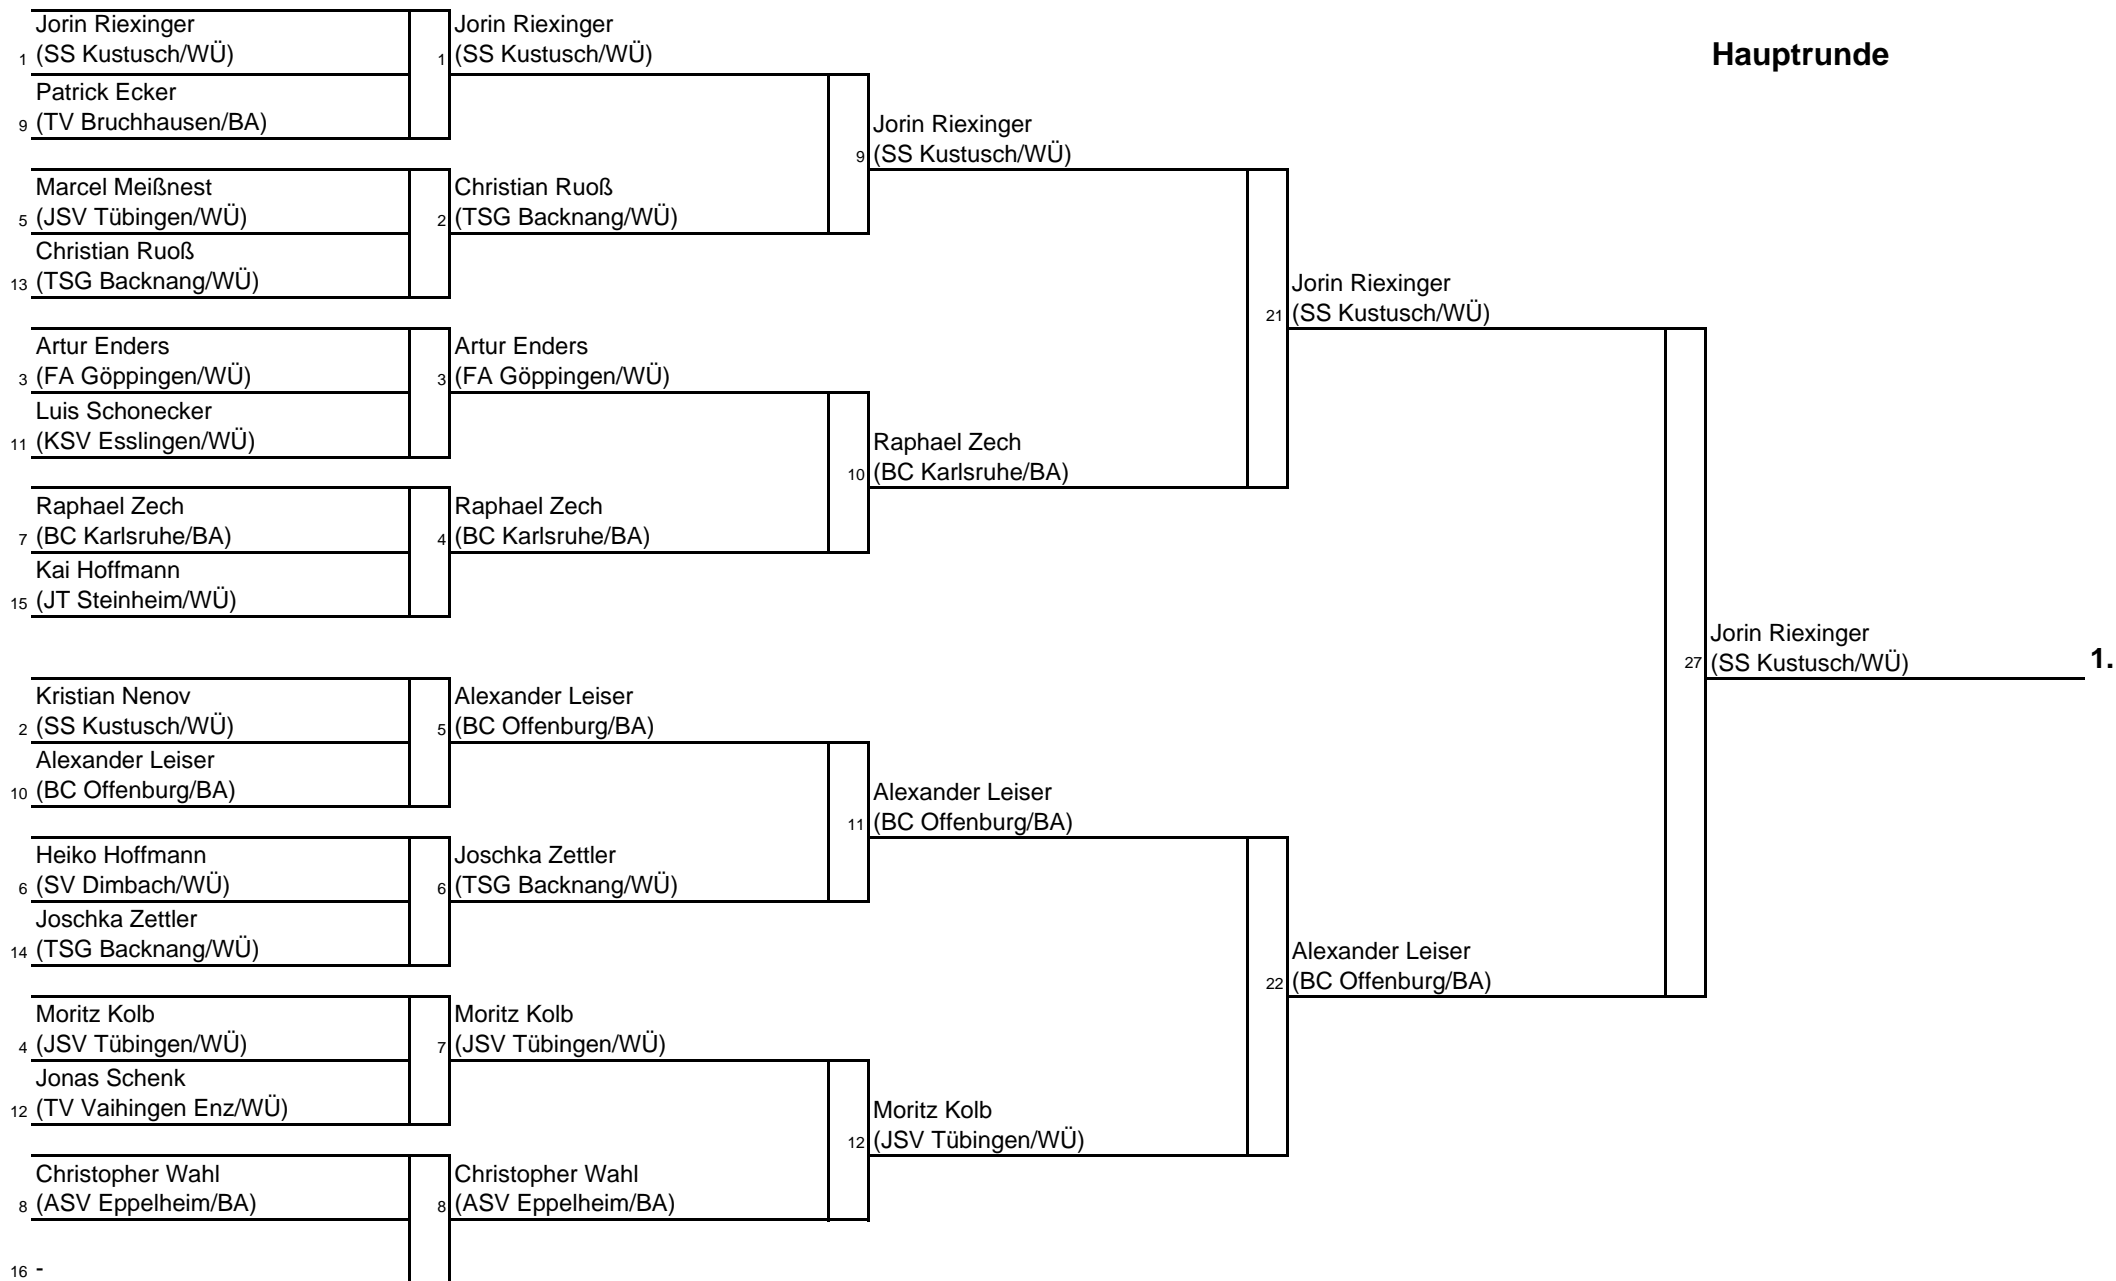 Hauptrunde
Jorin Riexinger
1 (SS Kustusch/WÜ)
Patrick Ecker
9 (TV Bruchhausen/BA)
Marcel Meißnest
5 (JSV Tübingen/WÜ)
Christian Ruoß
13 (TSG Backnang/WÜ)
Artur Enders
3 (FA Göppingen/WÜ)
Luis Schonecker
11 (KSV Esslingen/WÜ)
Raphael Zech
7 (BC Karlsruhe/BA)
Kai Hoffmann
15 (JT Steinheim/WÜ)
Kristian Nenov
2 (SS Kustusch/WÜ)
Alexander Leiser
10 (BC Offenburg/BA)
Heiko Hoffmann
6 (SV Dimbach/WÜ)
Joschka Zettler
14 (TSG Backnang/WÜ)
Moritz Kolb
4 (JSV Tübingen/WÜ)
Jonas Schenk
12 (TV Vaihingen Enz/WÜ)
Christopher Wahl
8 (ASV Eppelheim/BA)
16 -
Jorin Riexinger
1 (SS Kustusch/WÜ)
Christian Ruoß
2 (TSG Backnang/WÜ)
Artur Enders
3 (FA Göppingen/WÜ)
Raphael Zech
4 (BC Karlsruhe/BA)
Alexander Leiser
5 (BC Offenburg/BA)
Joschka Zettler
6 (TSG Backnang/WÜ)
Moritz Kolb
7 (JSV Tübingen/WÜ)
Christopher Wahl
8 (ASV Eppelheim/BA)
Jorin Riexinger
9 (SS Kustusch/WÜ)
Raphael Zech
10 (BC Karlsruhe/BA)
Alexander Leiser
11 (BC Offenburg/BA)
Moritz Kolb
12 (JSV Tübingen/WÜ)
Jorin Riexinger
21 (SS Kustusch/WÜ)
Alexander Leiser
22 (BC Offenburg/BA)
Jorin Riexinger
27 (SS Kustusch/WÜ) 1.